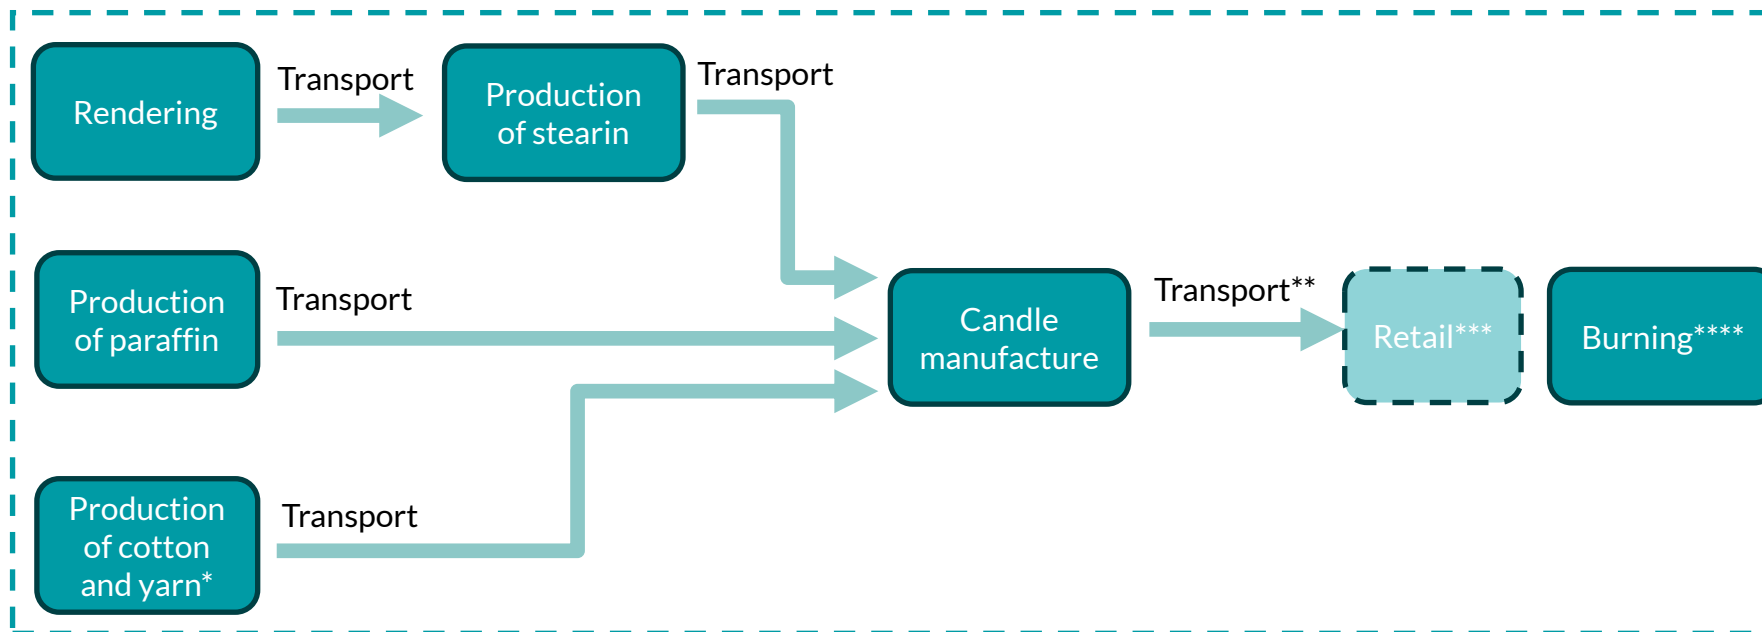 Rendering
Transport
Production
of stearin
Transport
Production
of paraffin
Transport
Candle
manufacture
Transport**
Retail***
Burning****
Production
of cotton
and yarn*
Transport